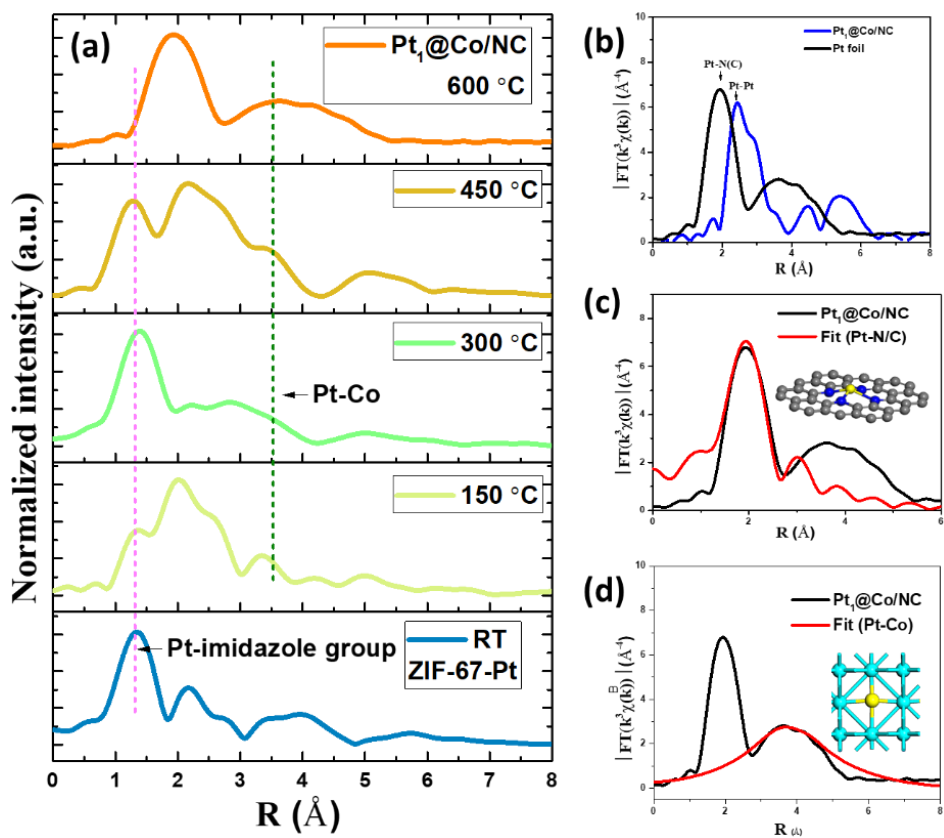 (a)
Pt1@Co/NC
600 °C
450 °C
300 °C
Pt-Co
150 °C
RT
ZIF-67-Pt
Pt-imidazole group
Normalized intensity (a.u.)
0 1 2 3 4 5 6 7 8
R (Å)
(b)
Pt1@Co/NC
Pt foil
Pt-N(C)
Pt-Pt
|FT(k3χ(k))| (Å-4)
10
8
6
4
2
0
0 2 4 6 8
R (Å)
(c)
Pt1@Co/NC
Fit (Pt-N/C)
|FT(k3χ(k))| (Å-4)
10
8
6
4
2
0
0 1 2 3 4 5 6
R (Å)
(d)
Pt1@Co/NC
Fit (Pt-Co)
B
|FT(k3χ(k))| (Å-4)
10
8
6
4
2
0
0 2 4 6 8
R (Å)